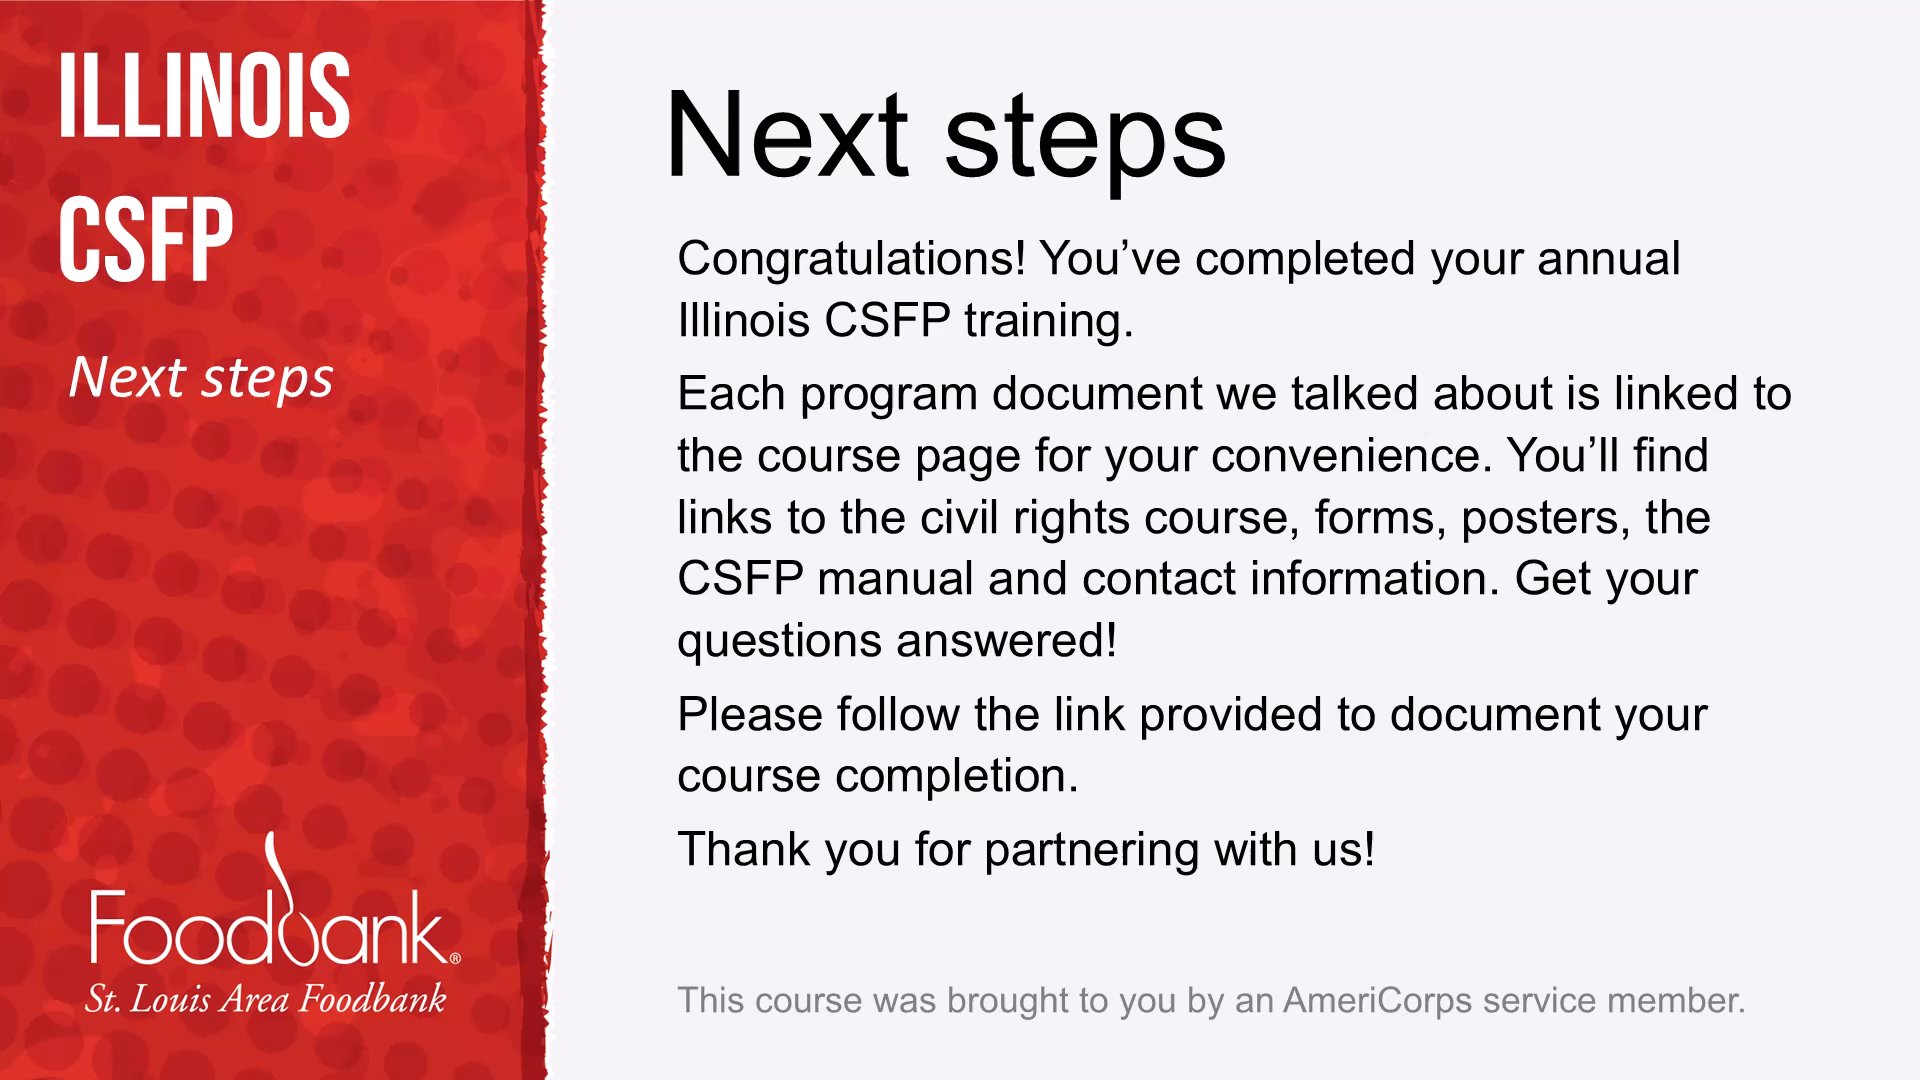 ILLINOIS
CSFP
Next steps
Foodbank®
St. Louis Area Foodbank
Next steps
Congratulations! You’ve completed your annual
Illinois CSFP training.
Each program document we talked about is linked to
the course page for your convenience. You’ll find
links to the civil rights course, forms, posters, the
CSFP manual and contact information. Get your
questions answered!
Please follow the link provided to document your
course completion.
Thank you for partnering with us!
This course was brought to you by an AmeriCorps service member.